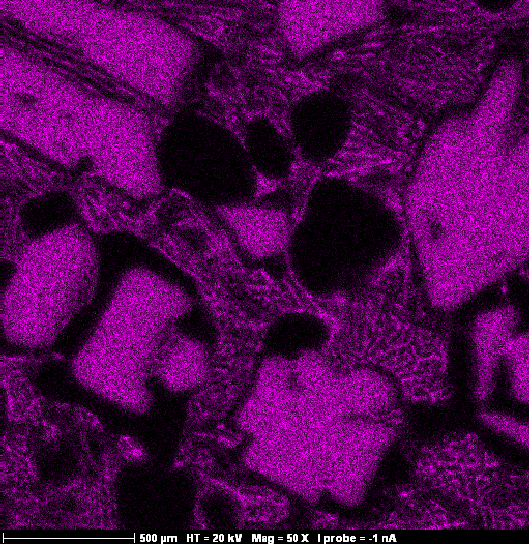 500 µm HT = 20 kV Mag = 50 X I probe = -1 nA